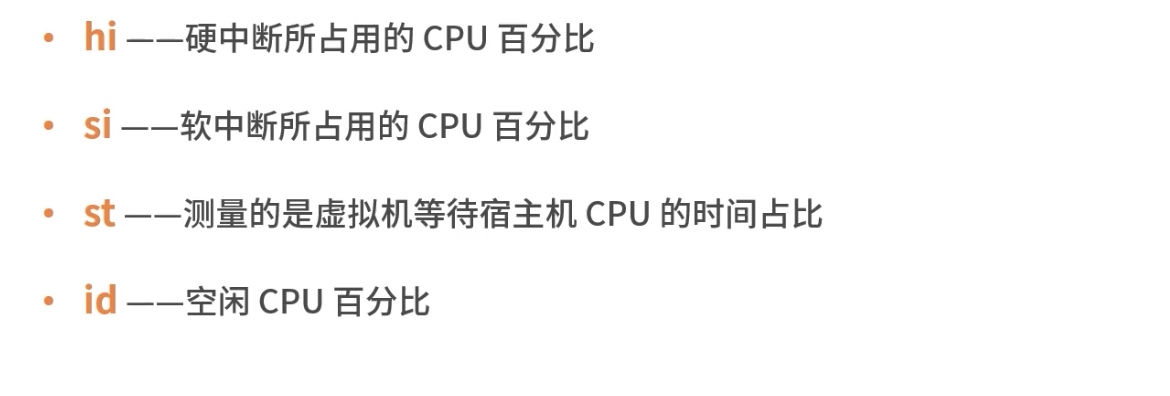 • hi ——硬中断所占用的 CPU 百分比
• si ——软中断所占用的 CPU 百分比
• st ——测量的是虚拟机等待宿主机 CPU 的时间占比
• id ——空闲 CPU 百分比